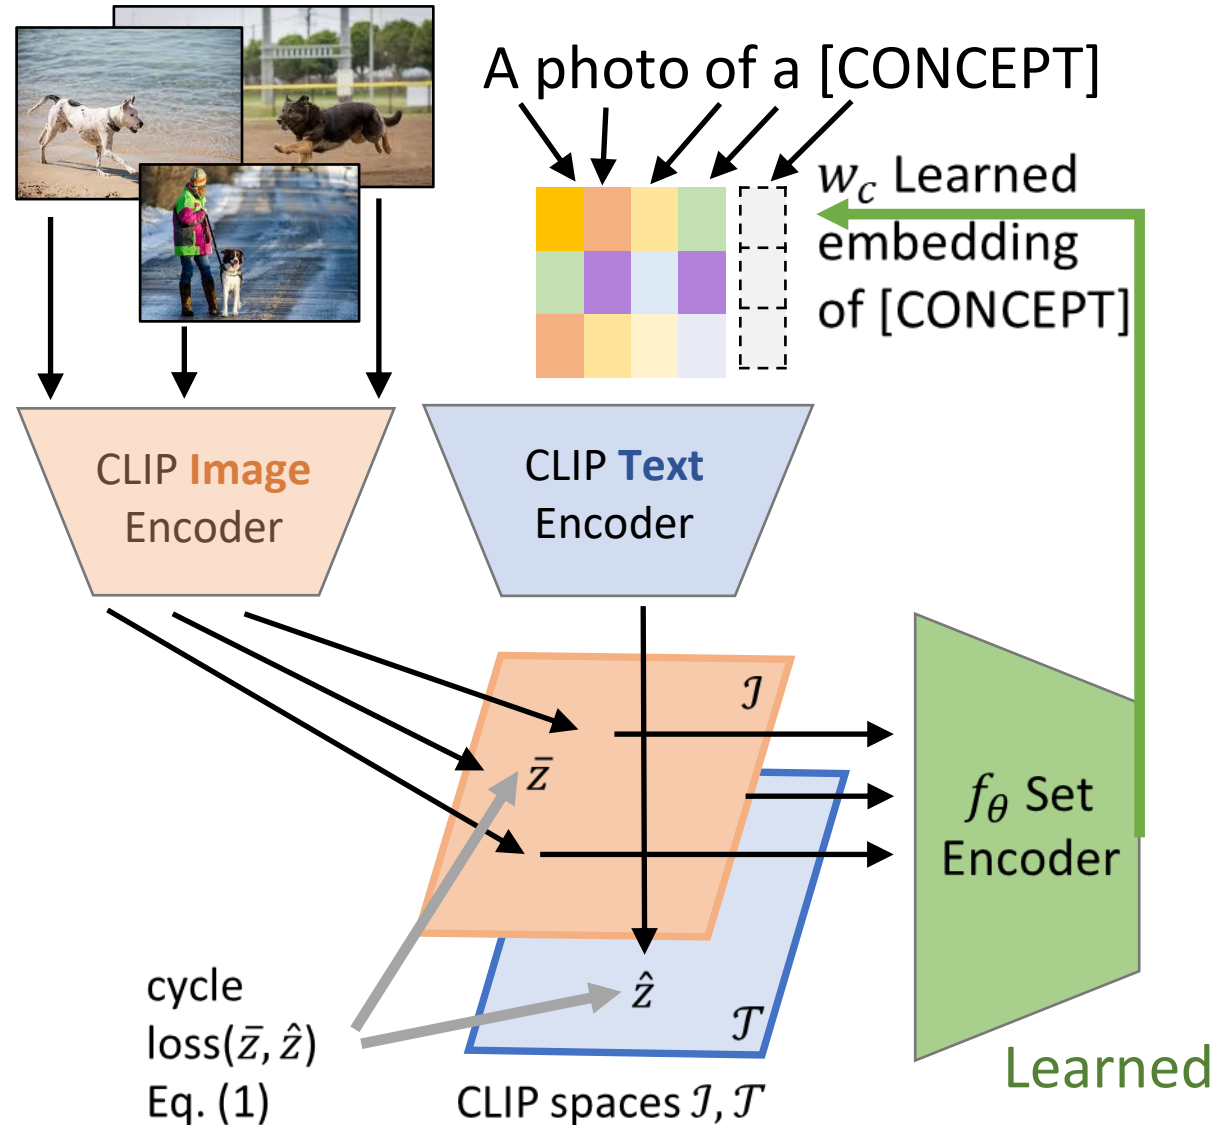 A photo of a [CONCEPT]
w_c Learned
embedding
of [CONCEPT]
CLIP Image
Encoder
CLIP Text
Encoder
ℐ
z̄
f_θ Set
Encoder
ẑ
𝒯
cycle
loss(z̄, ẑ)
Eq. (1)
CLIP spaces ℐ, 𝒯
Learned